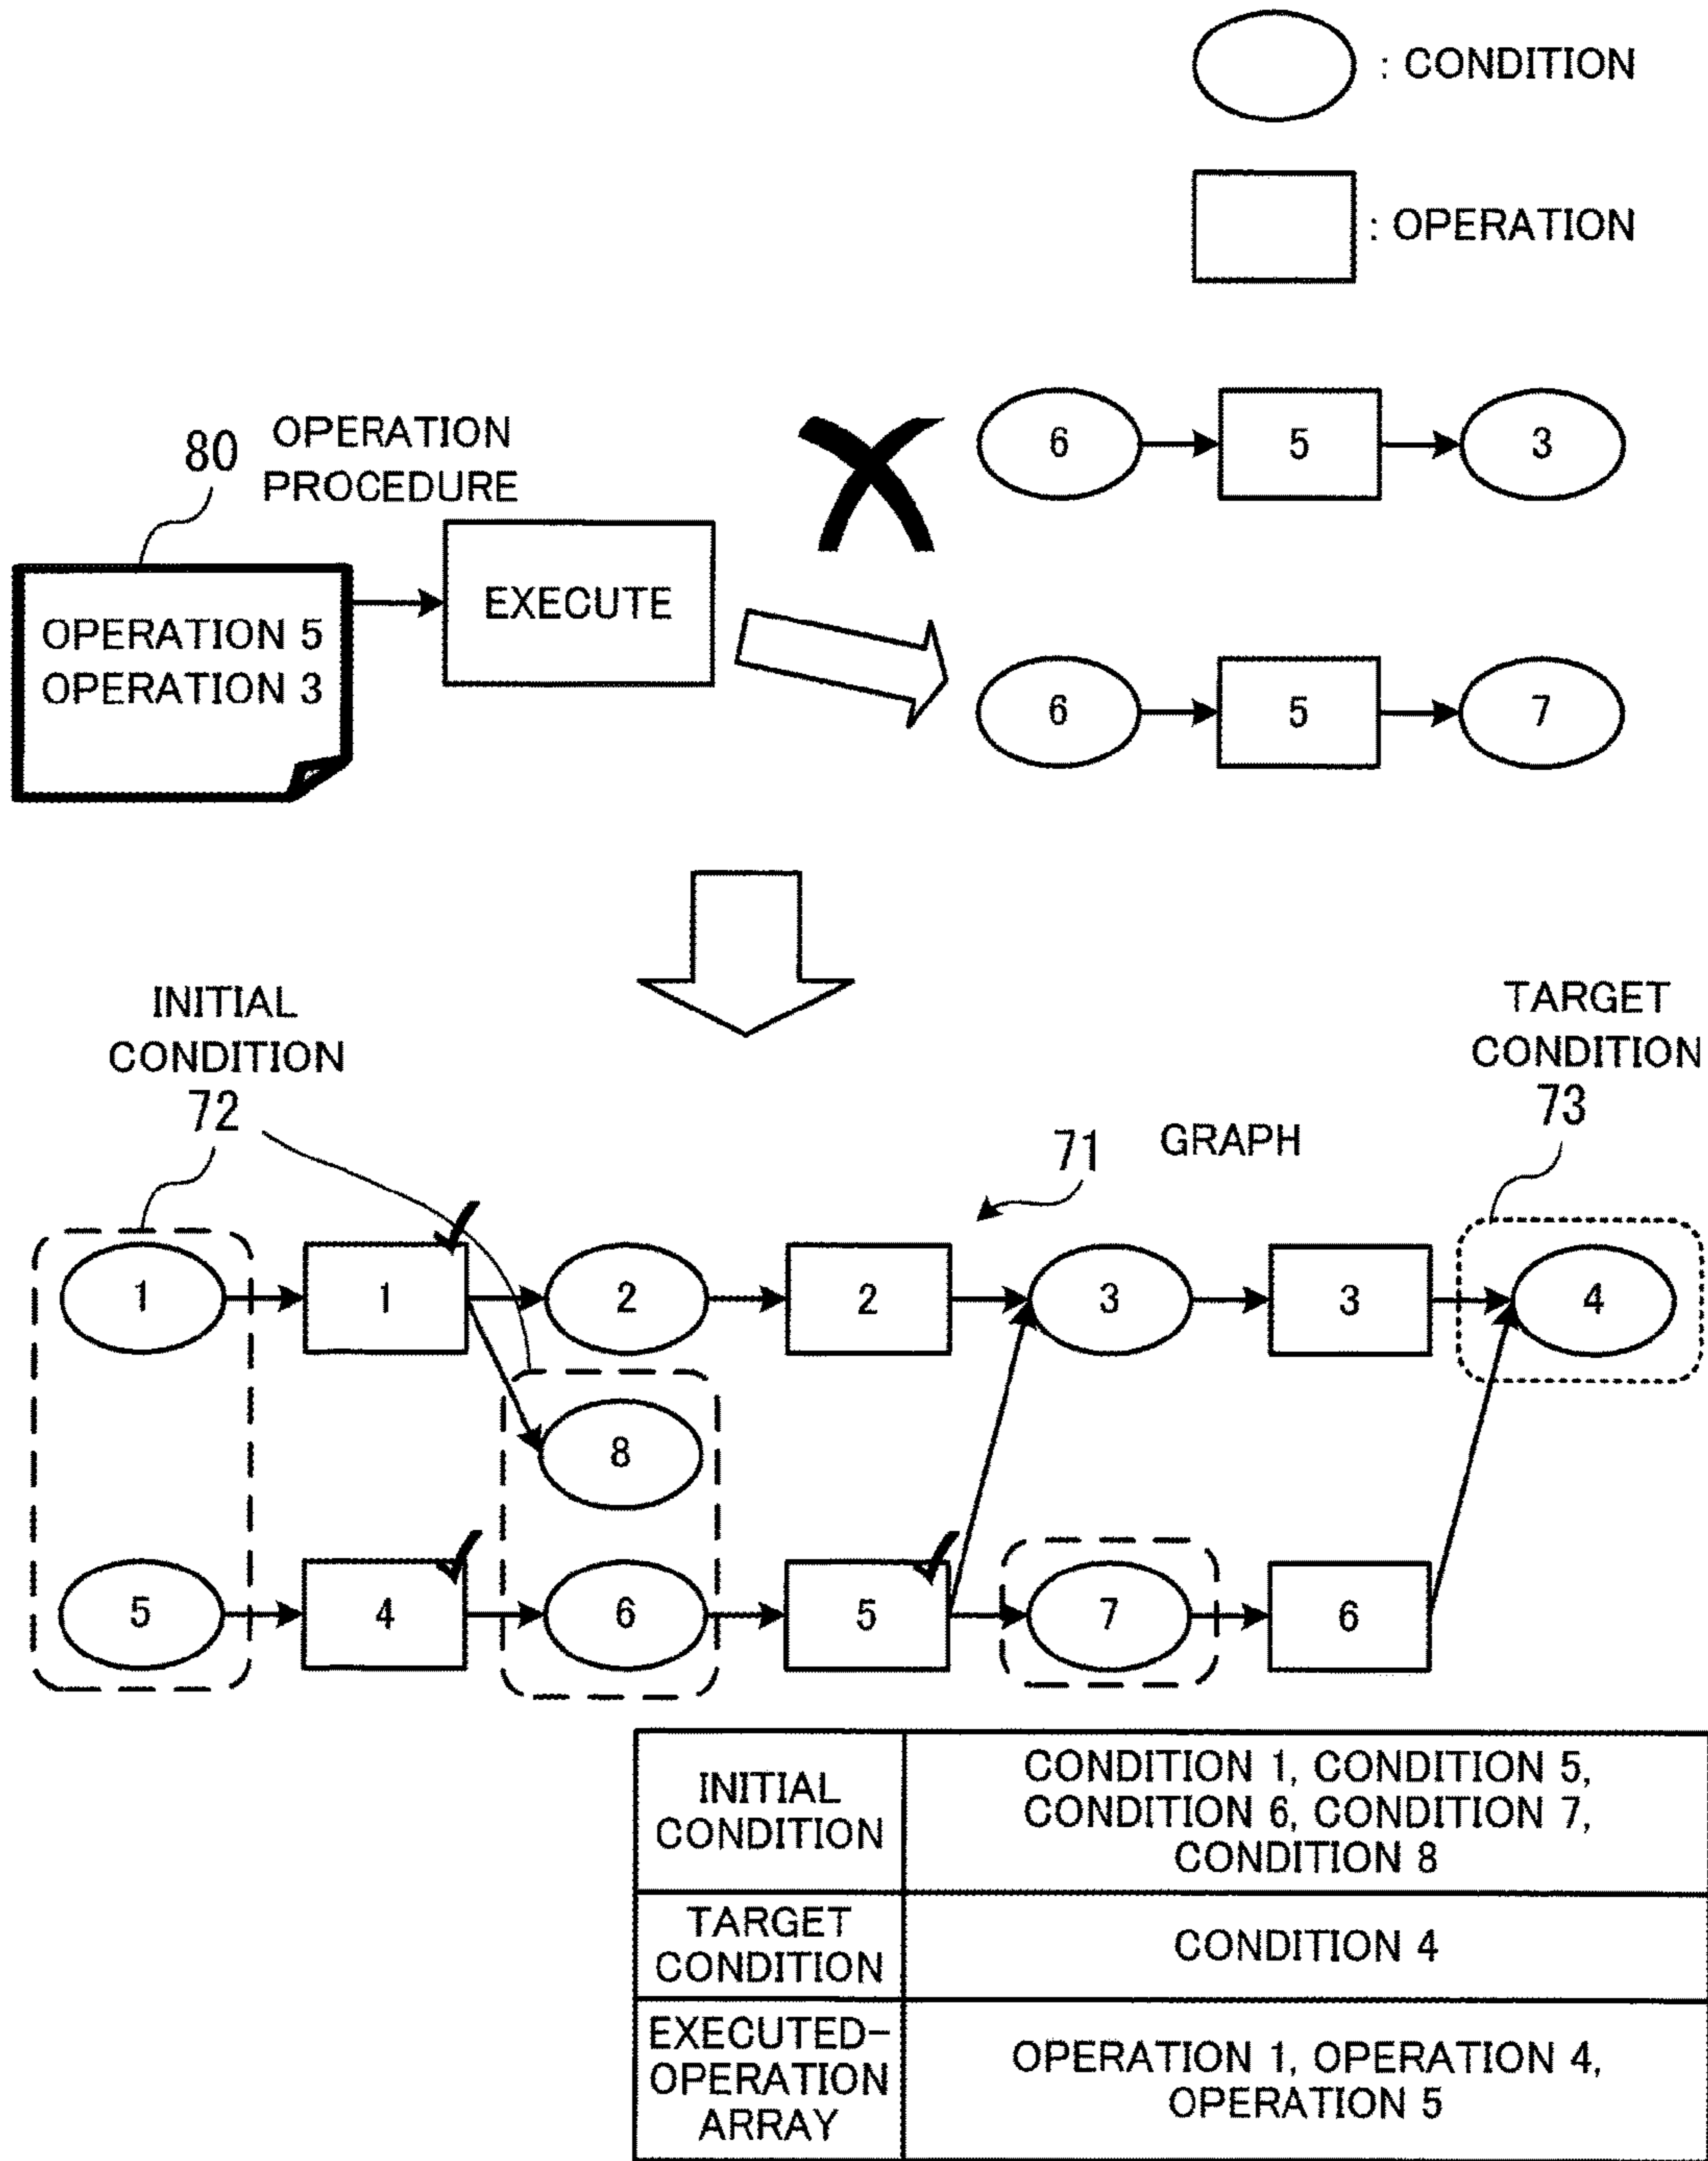 : CONDITION
: OPERATION
80
OPERATION
PROCEDURE
OPERATION 5
OPERATION 3
EXECUTE
6
5
3
6
5
7
INITIAL
CONDITION
72
TARGET
CONDITION
73
71
GRAPH
1
1
2
2
3
3
4
8
5
4
6
5
7
6
INITIAL
CONDITION
CONDITION 1, CONDITION 5,
CONDITION 6, CONDITION 7,
CONDITION 8
TARGET
CONDITION
CONDITION 4
EXECUTED-
OPERATION
ARRAY
OPERATION 1, OPERATION 4,
OPERATION 5